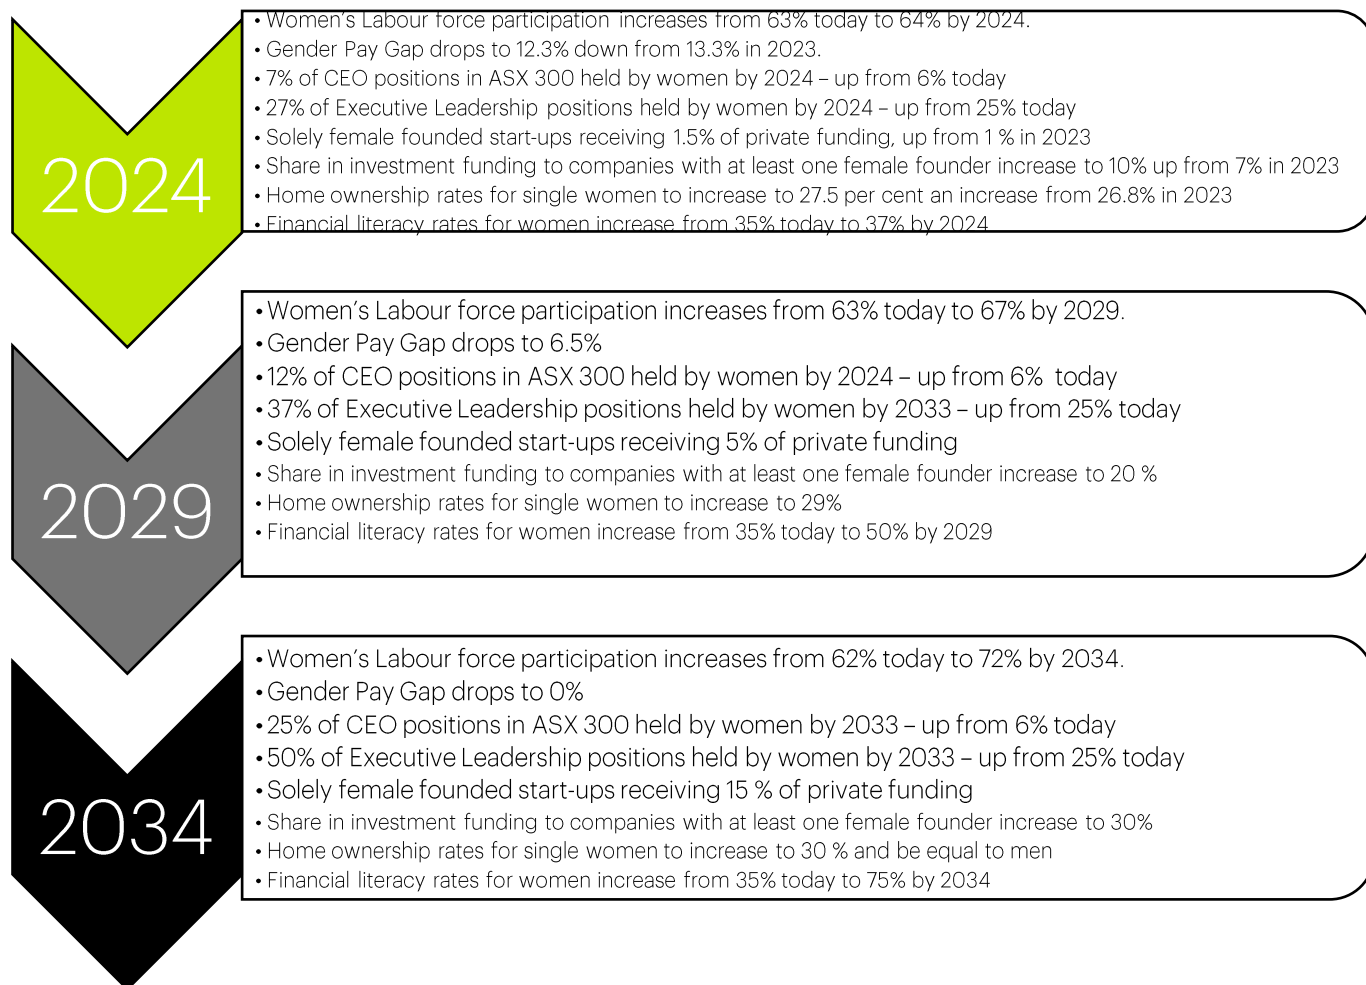 2024
• Women’s Labour force participation increases from 63% today to 64% by 2024.
• Gender Pay Gap drops to 12.3% down from 13.3% in 2023.
• 7% of CEO positions in ASX 300 held by women by 2024 – up from 6% today
• 27% of Executive Leadership positions held by women by 2024 – up from 25% today
• Solely female founded start-ups receiving 1.5% of private funding, up from 1 % in 2023
• Share in investment funding to companies with at least one female founder increase to 10% up from 7% in 2023
• Home ownership rates for single women to increase to 27.5 per cent an increase from 26.8% in 2023
• Financial literacy rates for women increase from 35% today to 37% by 2024
2029
• Women’s Labour force participation increases from 63% today to 67% by 2029.
• Gender Pay Gap drops to 6.5%
• 12% of CEO positions in ASX 300 held by women by 2024 – up from 6% today
• 37% of Executive Leadership positions held by women by 2033 – up from 25% today
• Solely female founded start-ups receiving 5% of private funding
• Share in investment funding to companies with at least one female founder increase to 20 %
• Home ownership rates for single women to increase to 29%
• Financial literacy rates for women increase from 35% today to 50% by 2029
2034
• Women’s Labour force participation increases from 62% today to 72% by 2034.
• Gender Pay Gap drops to 0%
• 25% of CEO positions in ASX 300 held by women by 2033 – up from 6% today
• 50% of Executive Leadership positions held by women by 2033 – up from 25% today
• Solely female founded start-ups receiving 15 % of private funding
• Share in investment funding to companies with at least one female founder increase to 30%
• Home ownership rates for single women to increase to 30 % and be equal to men
• Financial literacy rates for women increase from 35% today to 75% by 2034